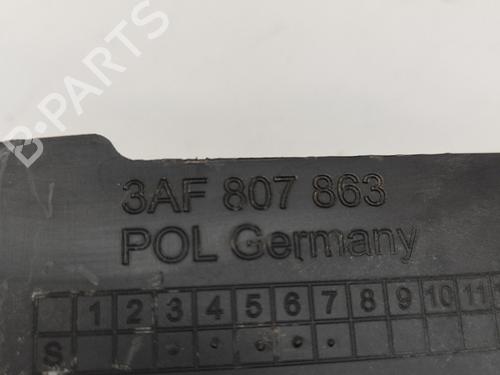 B-PARTS
3AF 807 863
POL Germany
1 2 3 4 5 6 7 8 9 10 11
S